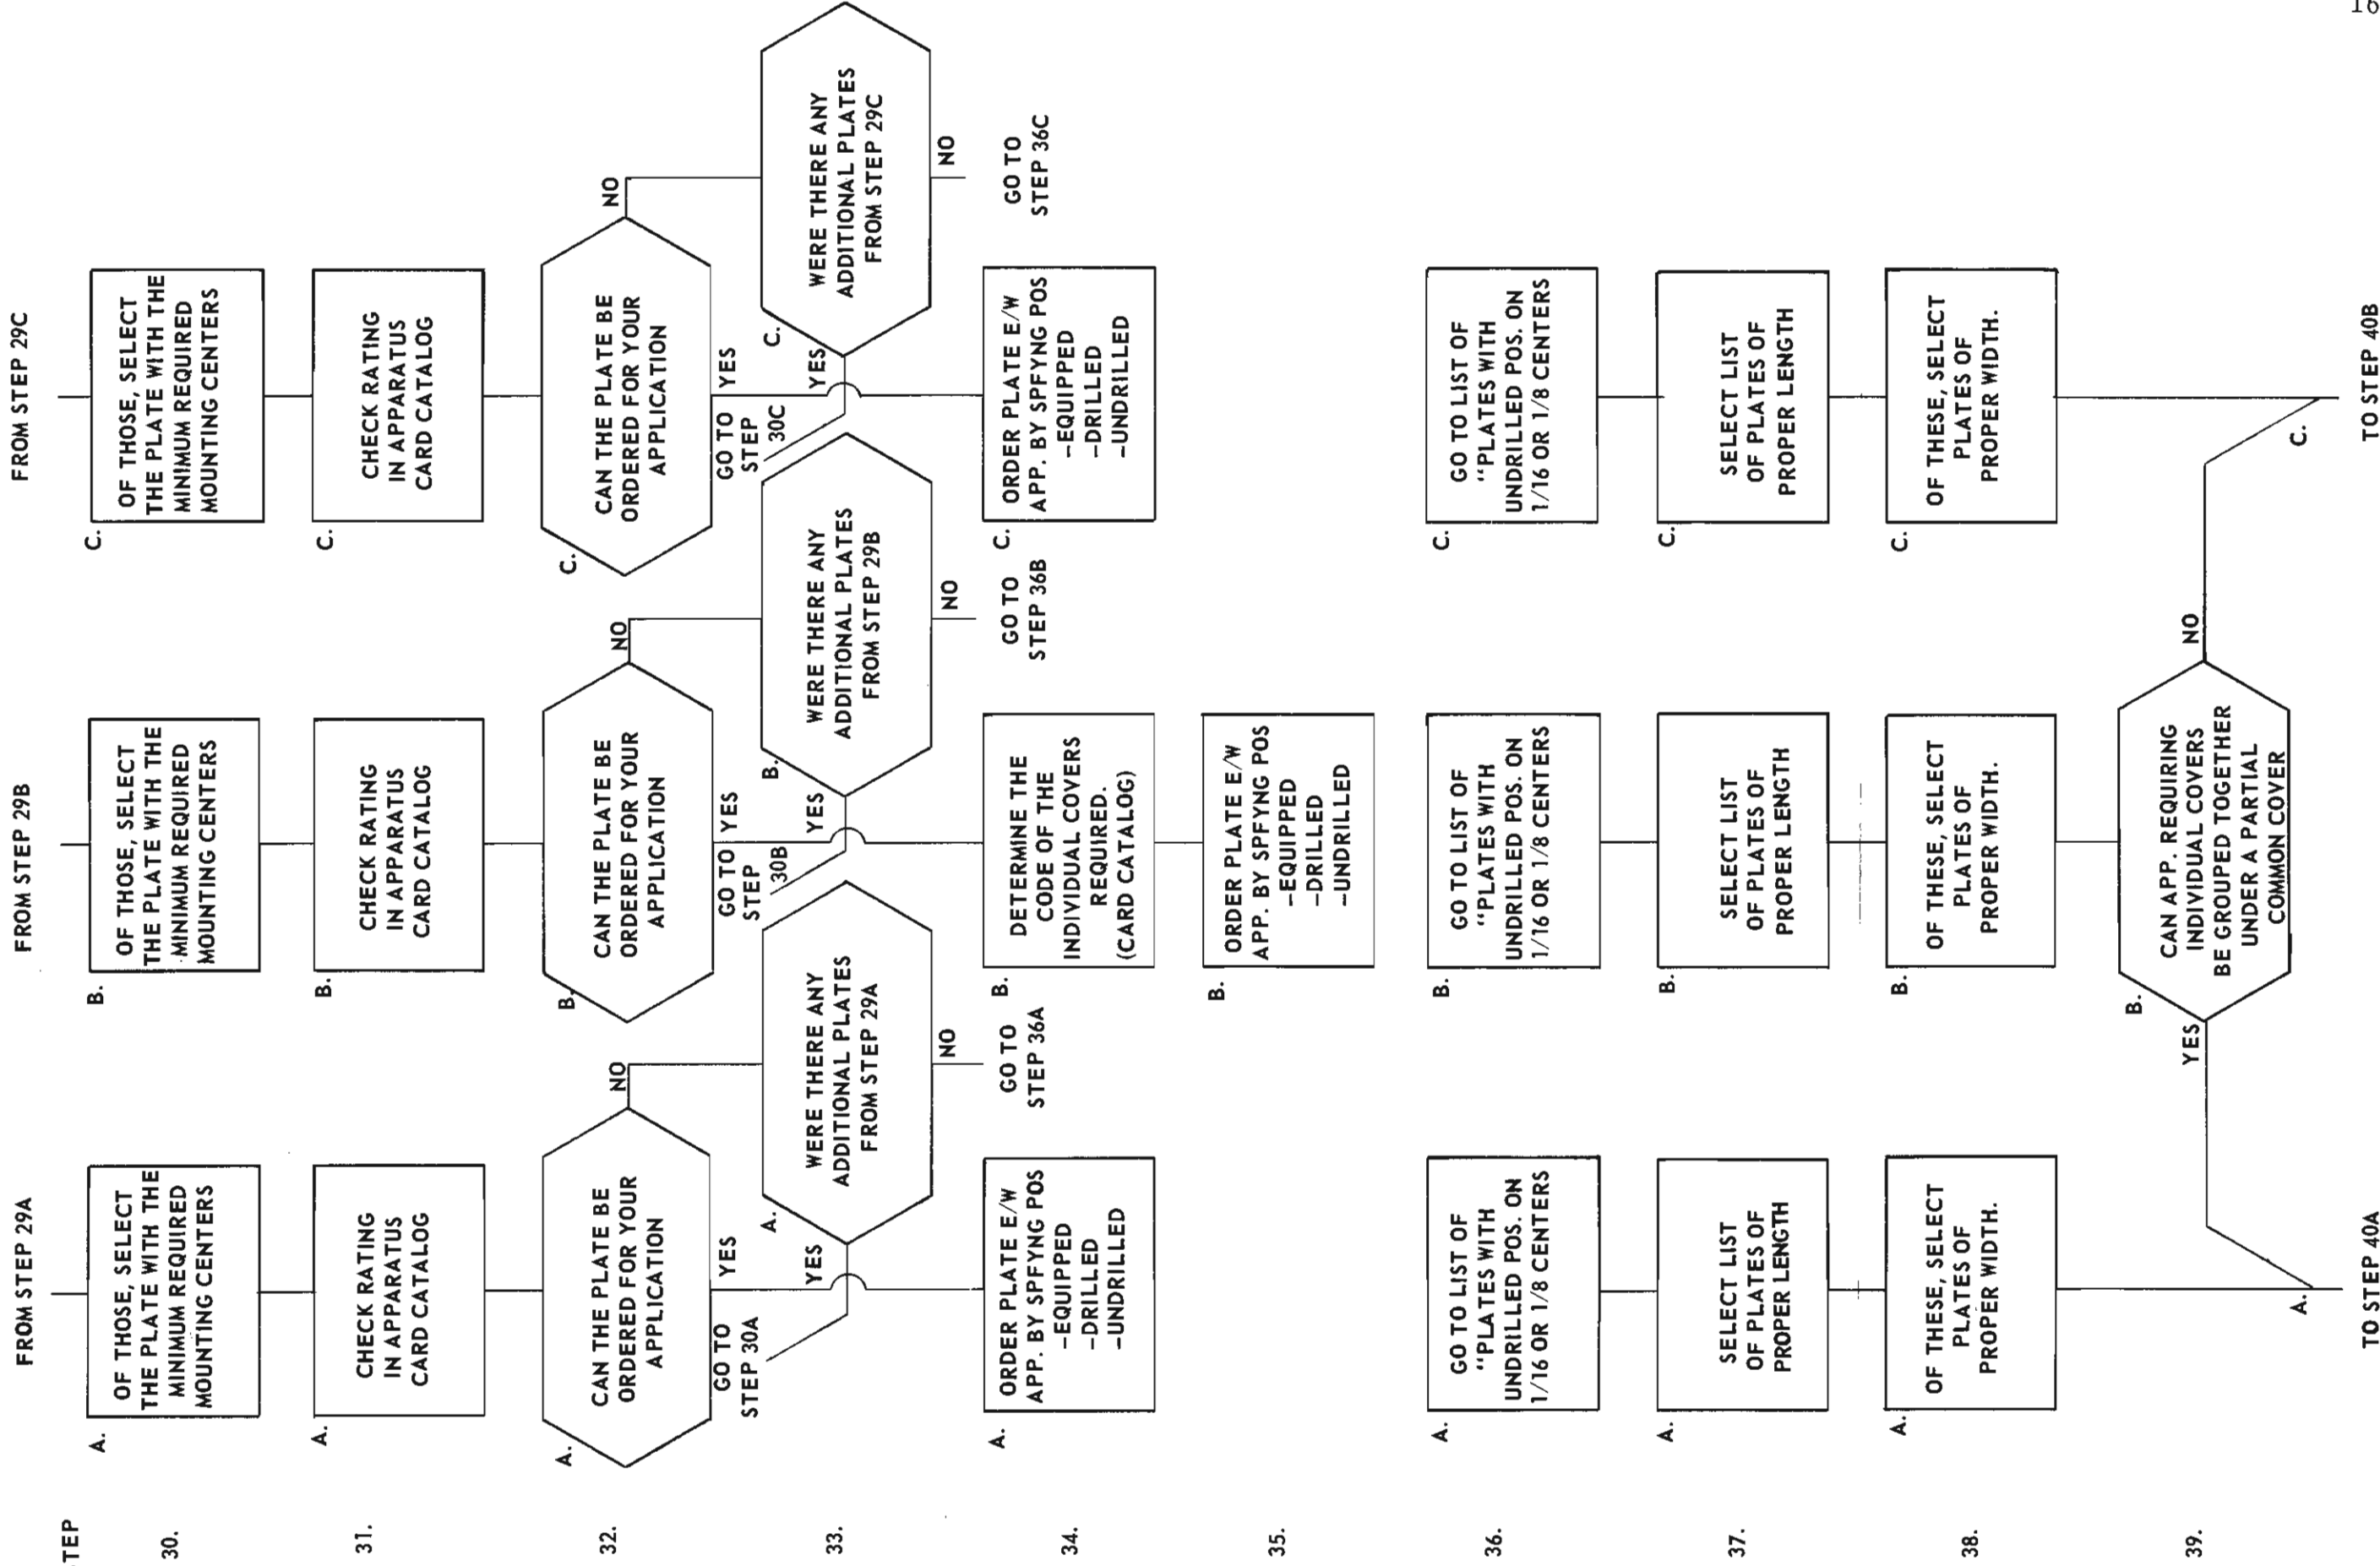 FROM STEP 29A
FROM STEP 29B
FROM STEP 29C
TEP
30.
A.
OF THOSE, SELECT
THE PLATE WITH THE
MINIMUM REQUIRED
MOUNTING CENTERS
B.
OF THOSE, SELECT
THE PLATE WITH THE
MINIMUM REQUIRED
MOUNTING CENTERS
C.
OF THOSE, SELECT
THE PLATE WITH THE
MINIMUM REQUIRED
MOUNTING CENTERS
31.
A.
CHECK RATING
IN APPARATUS
CARD CATALOG
B.
CHECK RATING
IN APPARATUS
CARD CATALOG
C.
CHECK RATING
IN APPARATUS
CARD CATALOG
32.
A.
CAN THE PLATE BE
ORDERED FOR YOUR
APPLICATION
NO
YES
B.
CAN THE PLATE BE
ORDERED FOR YOUR
APPLICATION
NO
YES
C.
CAN THE PLATE BE
ORDERED FOR YOUR
APPLICATION
NO
YES
33.
GO TO
STEP 30A
YES
A.
WERE THERE ANY
ADDITIONAL PLATES
FROM STEP 29A
NO
GO TO
STEP 36A
GO TO
STEP
30B
YES
B.
WERE THERE ANY
ADDITIONAL PLATES
FROM STEP 29B
NO
GO TO
STEP 36B
GO TO
STEP
30C
YES
C.
WERE THERE ANY
ADDITIONAL PLATES
FROM STEP 29C
NO
GO TO
STEP 36C
34.
A.
ORDER PLATE E/W
APP. BY SPFYNG POS
-EQUIPPED
-DRILLED
-UNDRILLED
B.
DETERMINE THE
CODE OF THE
INDIVIDUAL COVERS
REQUIRED.
(CARD CATALOG)
C.
ORDER PLATE E/W
APP. BY SPFYNG POS
-EQUIPPED
-DRILLED
-UNDRILLED
35.
B.
ORDER PLATE E/W
APP. BY SPFYNG POS
-EQUIPPED
-DRILLED
-UNDRILLED
36.
A.
GO TO LIST OF
"PLATES WITH
UNDRILLED POS. ON
1/16 OR 1/8 CENTERS
B.
GO TO LIST OF
"PLATES WITH
UNDRILLED POS. ON
1/16 OR 1/8 CENTERS
C.
GO TO LIST OF
"PLATES WITH
UNDRILLED POS. ON
1/16 OR 1/8 CENTERS
37.
A.
SELECT LIST
OF PLATES OF
PROPER LENGTH
B.
SELECT LIST
OF PLATES OF
PROPER LENGTH
C.
SELECT LIST
OF PLATES OF
PROPER LENGTH
38.
A.
OF THESE, SELECT
PLATES OF
PROPER WIDTH.
B.
OF THESE, SELECT
PLATES OF
PROPER WIDTH.
C.
OF THESE, SELECT
PLATES OF
PROPER WIDTH.
39.
A.
YES
B.
CAN APP. REQUIRING
INDIVIDUAL COVERS
BE GROUPED TOGETHER
UNDER A PARTIAL
COMMON COVER
NO
C.
TO STEP 40A
TO STEP 40B
16